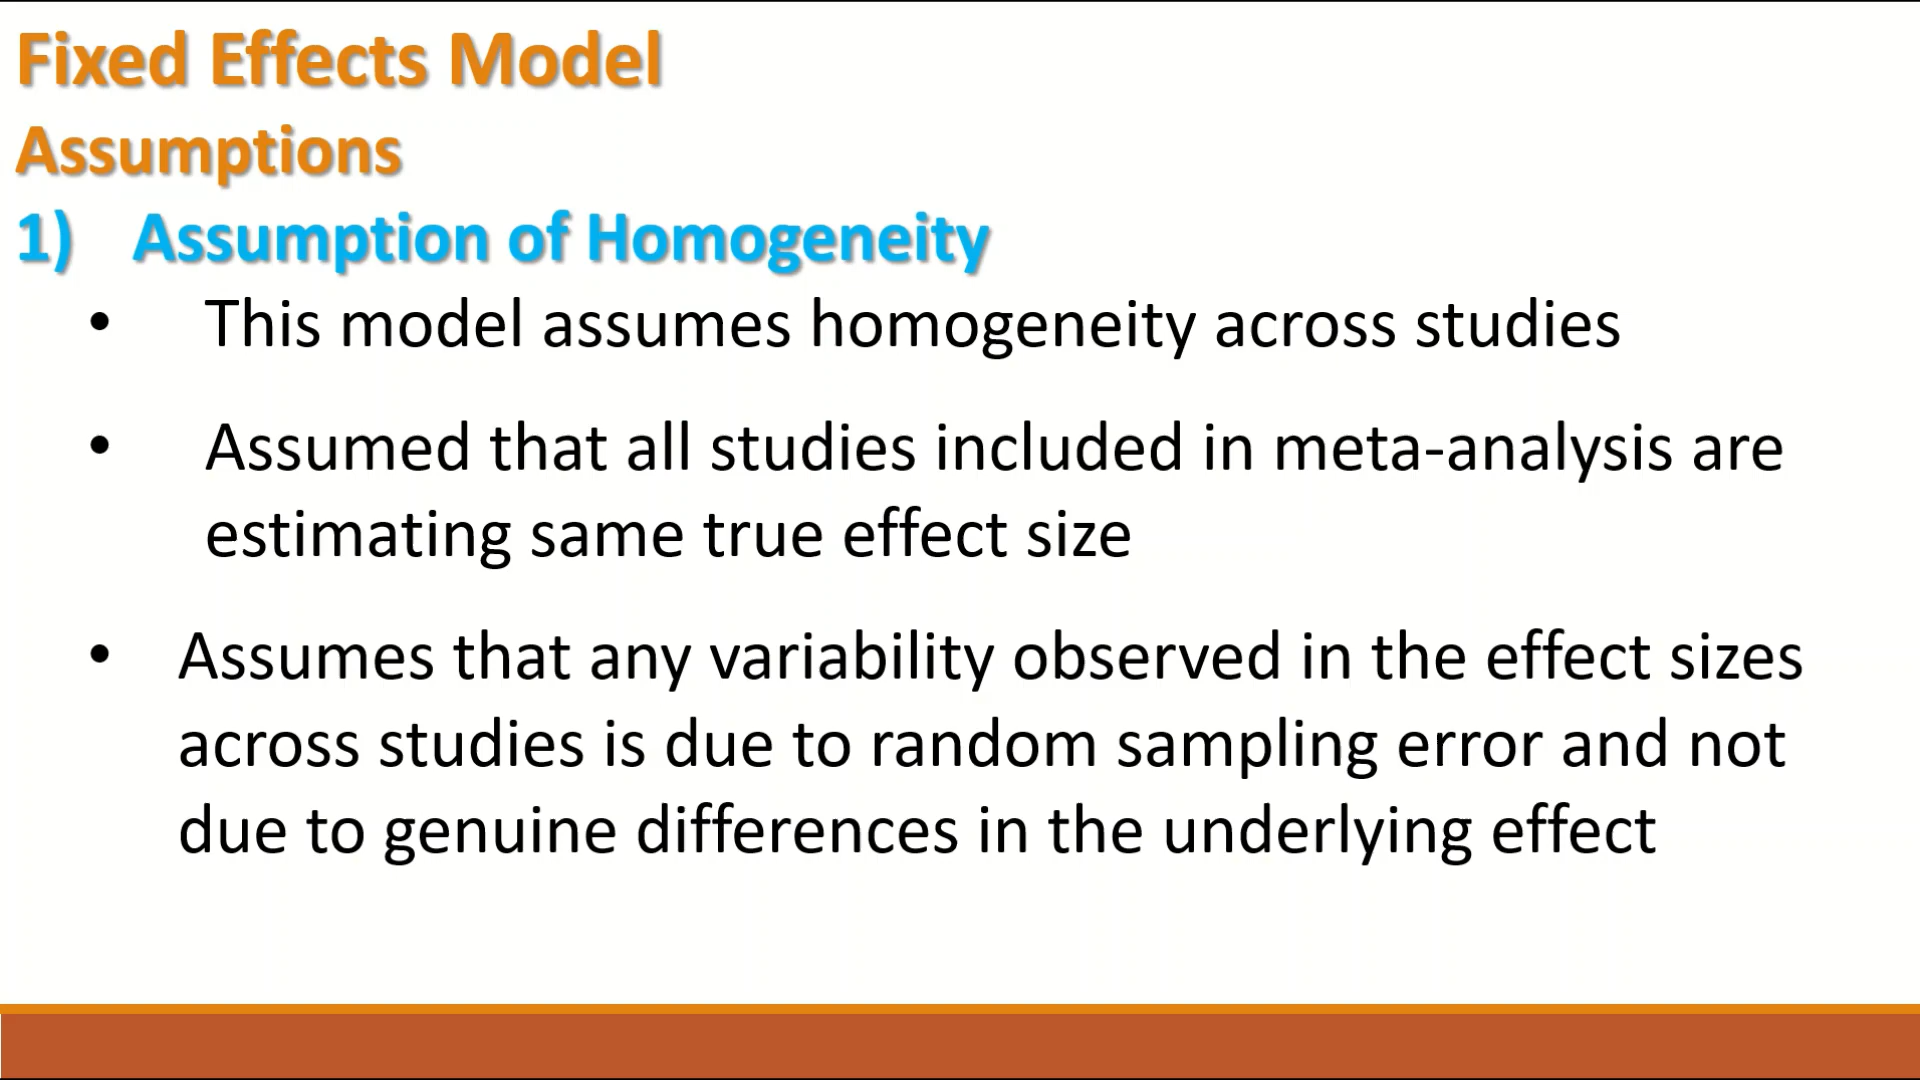 Fixed Effects Model
Assumptions
1) Assumption of Homogeneity
• This model assumes homogeneity across studies
• Assumed that all studies included in meta-analysis are
estimating same true effect size
• Assumes that any variability observed in the effect sizes
across studies is due to random sampling error and not
due to genuine differences in the underlying effect